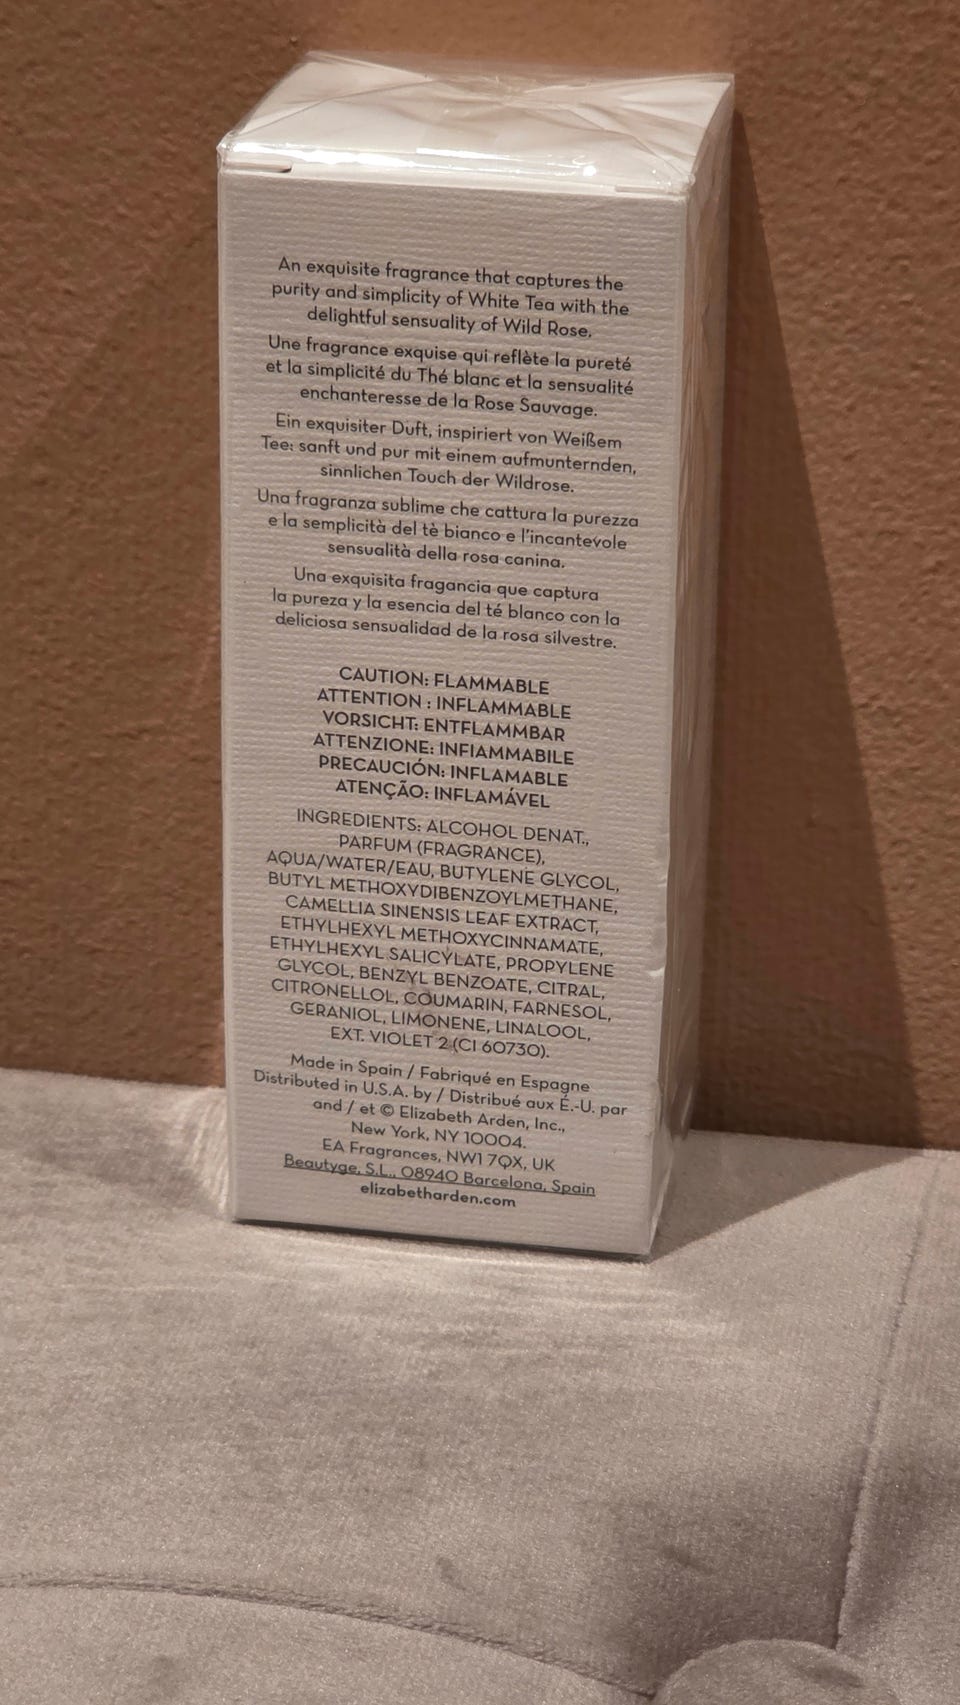 An exquisite fragrance that captures the
purity and simplicity of White Tea with the
delightful sensuality of Wild Rose.
Une fragrance exquise qui reflète la pureté
et la simplicité du Thé blanc et la sensualité
enchanteresse de la Rose Sauvage.
Ein exquisiter Duft, inspiriert von Weißem
Tee: sanft und pur mit einem aufmunternden,
sinnlichen Touch der Wildrose.
Una fragranza sublime che cattura la purezza
e la semplicità del tè bianco e l'incantevole
sensualità della rosa canina.
Una exquisita fragancia que captura
la pureza y la esencia del té blanco con la
deliciosa sensualidad de la rosa silvestre.
CAUTION: FLAMMABLE
ATTENTION : INFLAMMABLE
VORSICHT: ENTFLAMMBAR
ATTENZIONE: INFIAMMABILE
PRECAUCIÓN: INFLAMABLE
ATENÇÃO: INFLAMÁVEL
INGREDIENTS: ALCOHOL DENAT.,
PARFUM (FRAGRANCE),
AQUA/WATER/EAU, BUTYLENE GLYCOL,
BUTYL METHOXYDIBENZOYLMETHANE,
CAMELLIA SINENSIS LEAF EXTRACT,
ETHYLHEXYL METHOXYCINNAMATE,
ETHYLHEXYL SALICYLATE, PROPYLENE
GLYCOL, BENZYL BENZOATE, CITRAL,
CITRONELLOL, COUMARIN, FARNESOL,
GERANIOL, LIMONENE, LINALOOL,
EXT. VIOLET 2 (CI 60730).
Made in Spain / Fabriqué en Espagne
Distributed in U.S.A. by / Distribué aux É.-U. par
and / et © Elizabeth Arden, Inc.,
New York, NY 10004.
EA Fragrances, NW1 7QX, UK
Beautyge, S.L., 08940 Barcelona, Spain
elizabetharden.com